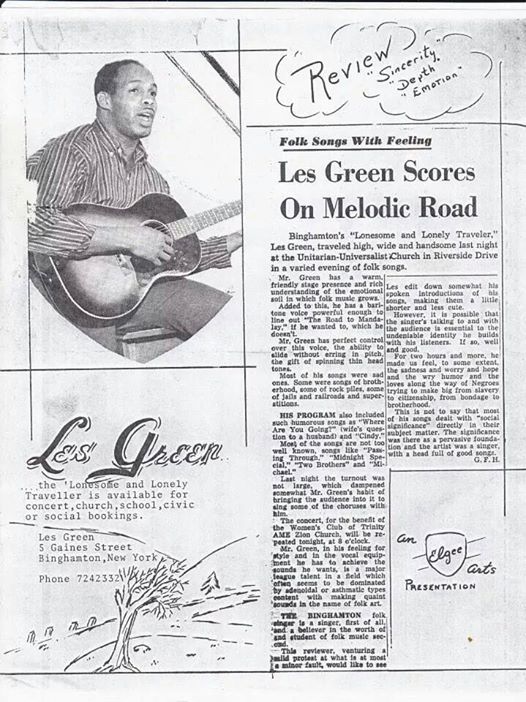 Review
"Sincerity"
"Depth"
"Emotion"
Folk Songs With Feeling
Les Green Scores
On Melodic Road
Binghamton's "Lonesome and Lonely Traveler,"
Les Green, traveled high, wide and handsome last night
at the Unitarian-Universalist Church in Riverside Drive
in a varied evening of folk songs.
Mr. Green has a warm,
friendly stage presence and rich
understanding of the emotional
soil in which folk music grows.
Added to this, he has a bari-
tone voice powerful enough to
line out "The Road to Manda-
lay," if he wanted to, which he
doesn't.
Mr. Green has perfect control
over this voice, the ability to
slide without erring in pitch,
the gift of spinning thin head
tones.
Most of his songs were sad
ones. Some were songs of broth-
erhood, some of rock piles, some
of jails and railroads and super-
stitions.
HIS PROGRAM also included
such humorous songs as "Where
Are You Going?" (wife's ques-
tion to a husband) and "Cindy."
Most of the songs are not too
well known, songs like "Pass-
ing Through," "Midnight Spe-
cial," "Two Brothers" and "Mi-
chael."
Last night the turnout was
not large, which dampened
somewhat Mr. Green's habit of
bringing the audience into it to
sing some of the choruses with
him.
The concert, for the benefit of
the Women's Club of Trinity
AME Zion Church, will be re-
peated tonight, at 8 o'clock.
Mr. Green, in his feeling for
style and in the vocal equip-
ment he has to achieve the
sounds he wants, is a major
league talent in a field which
often seems to be dominated
by adenoidal or asthmatic types
content with making quaint
sounds in the name of folk art.
THE BINGHAMTON folk
singer is a singer, first of all,
and a believer in the worth of
and student of folk music sec-
ond.
This reviewer, venturing a
mild protest at what is at most
a minor fault, would like to see
Les edit down somewhat his
spoken introductions of his
songs, making them a little
shorter and less cute.
However, it is possible that
the singer's talking to and with
the audience is essential to the
undeniable identity he builds
with his listeners. If so, well
and good.
For two hours and more, he
made us feel, to some extent,
the sadness and worry and hope
and the wry humor and the
loves along the way of Negroes
trying to make big from slavery
to citizenship, from bondage to
brotherhood.
This is not to say that most
of his songs dealt with "social
significance" directly in their
subject matter. The significance
was there as a pervasive founda-
tion and the artist was a singer,
with a head full of good songs.
G. F. H.
Les Green
...the 'Lonesome and Lonely
Traveller is available for
concert,church,school,civic
or social bookings.
Les Green
5 Gaines Street
Binghamton,New York
Phone 7242332
an
Elgee
arts
PRESENTATION